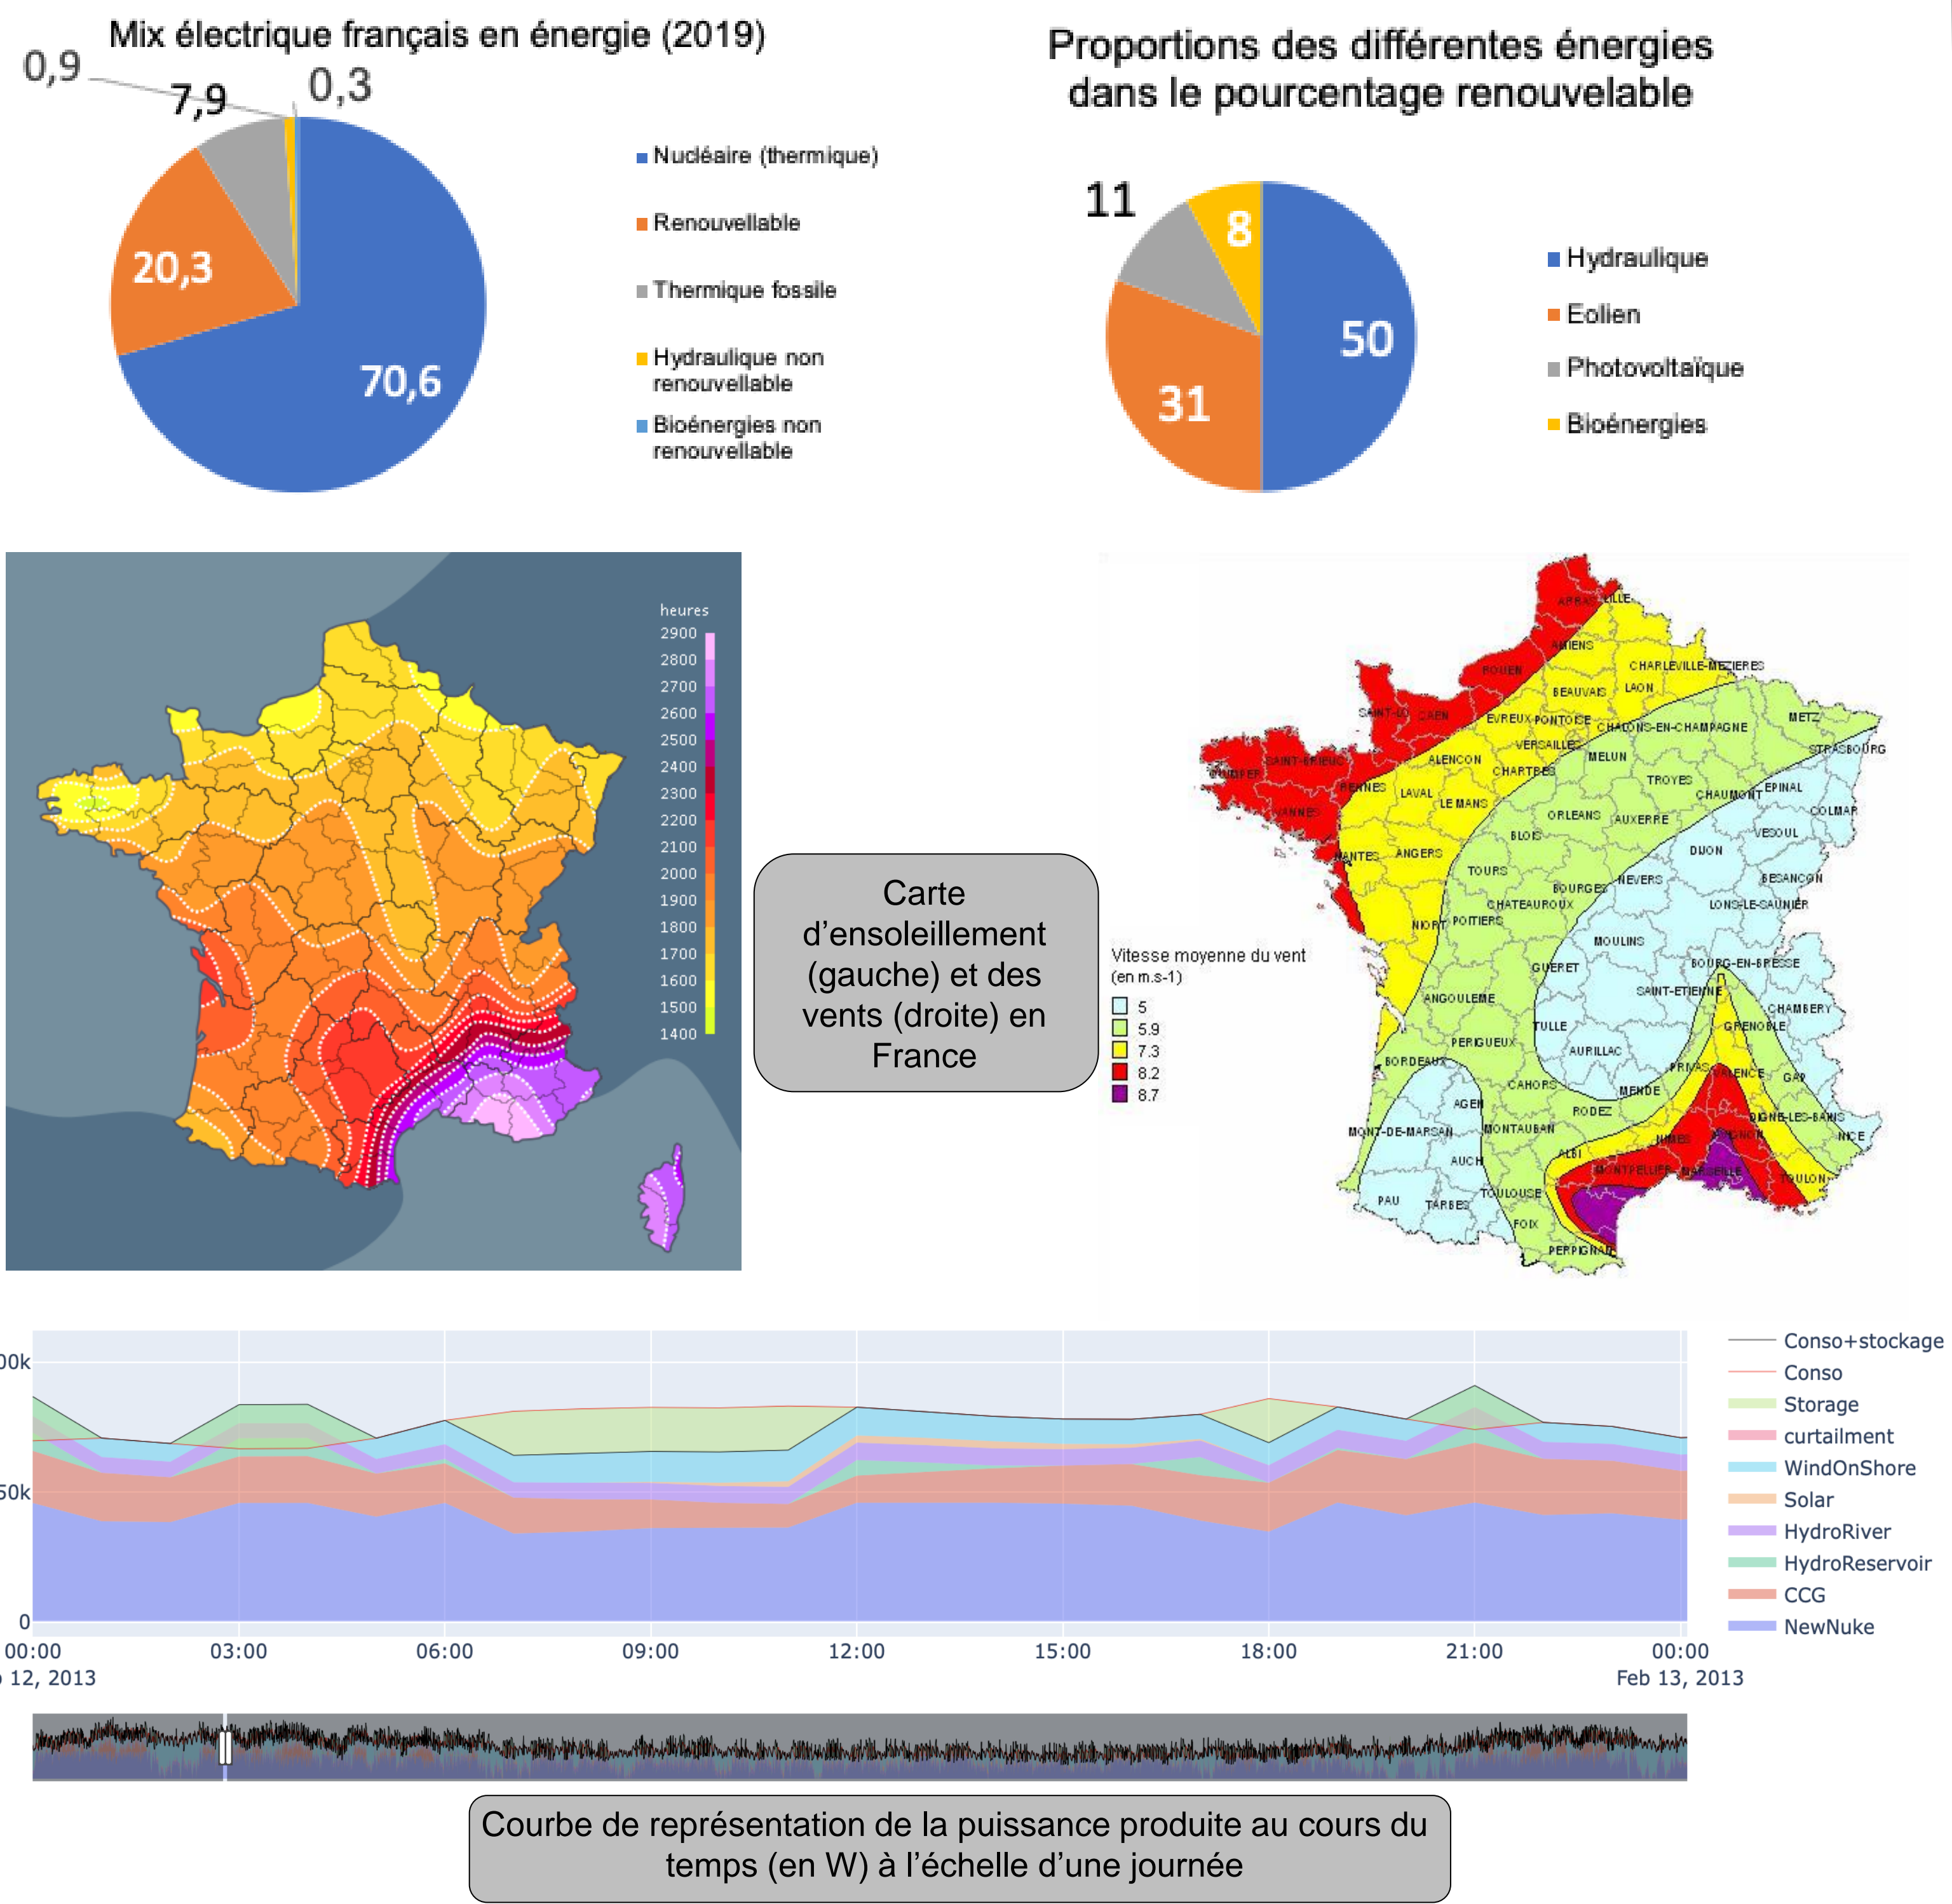 Mix électrique français en énergie (2019)
0,9
7,9
0,3
20,3
70,6
Nucléaire (thermique)
Renouvellable
Thermique fossile
Hydraulique non
renouvellable
Bioénergies non
renouvellable
Proportions des différentes énergies
dans le pourcentage renouvelable
11
8
50
31
Hydraulique
Eolien
Photovoltaïque
Bioénergies
heures
2900
2800
2700
2600
2500
2400
2300
2200
2100
2000
1900
1800
1700
1600
1500
1400
Carte
d'ensoleillement
(gauche) et des
vents (droite) en
France
Vitesse moyenne du vent
(en m.s-1)
5
5.9
7.3
8.2
8.7
ARRAS
LILLE
AMIENS
ROUEN
CHARLEVILLE-MEZIERES
BEAUVAIS
LAON
SAINT-LO
CAEN
EVREUX
PONTOISE
CHALONS-EN-CHAMPAGNE
METZ
STRASBOURG
VERSAILLES
SAINT-BRIEUC
QUIMPER
ALENCON
MELUN
CHARTRES
TROYES
RENNES
LAVAL
LE MANS
CHAUMONT
EPINAL
COLMAR
VANNES
ORLEANS
AUXERRE
BLOIS
VESOUL
NANTES
ANGERS
DIJON
TOURS
BOURGES
NEVERS
BESANCON
CHATEAUROUX
LONS-LE-SAUNIER
NIORT
POITIERS
MOULINS
GUERET
BOURG-EN-BRESSE
SAINT-ETIENNE
ANGOULEME
CHAMBERY
TULLE
GRENOBLE
PERIGUEUX
AURILLAC
BORDEAUX
PRIVAS
VALENCE
GAP
CAHORS
MENDE
AGEN
RODEZ
DIGNE-LES-BAINS
MONT-DE-MARSAN
MONTAUBAN
NIMES
AVIGNON
NICE
ALBI
AUCH
MONTPELLIER
MARSEILLE
TOULON
PAU
TARBES
TOULOUSE
FOIX
PERPIGNAN
00k
50k
0
00:00
03:00
06:00
09:00
12:00
15:00
18:00
21:00
00:00
12, 2013
Feb 13, 2013
Conso+stockage
Conso
Storage
curtailment
WindOnShore
Solar
HydroRiver
HydroReservoir
CCG
NewNuke
Courbe de représentation de la puissance produite au cours du
temps (en W) à l'échelle d'une journée